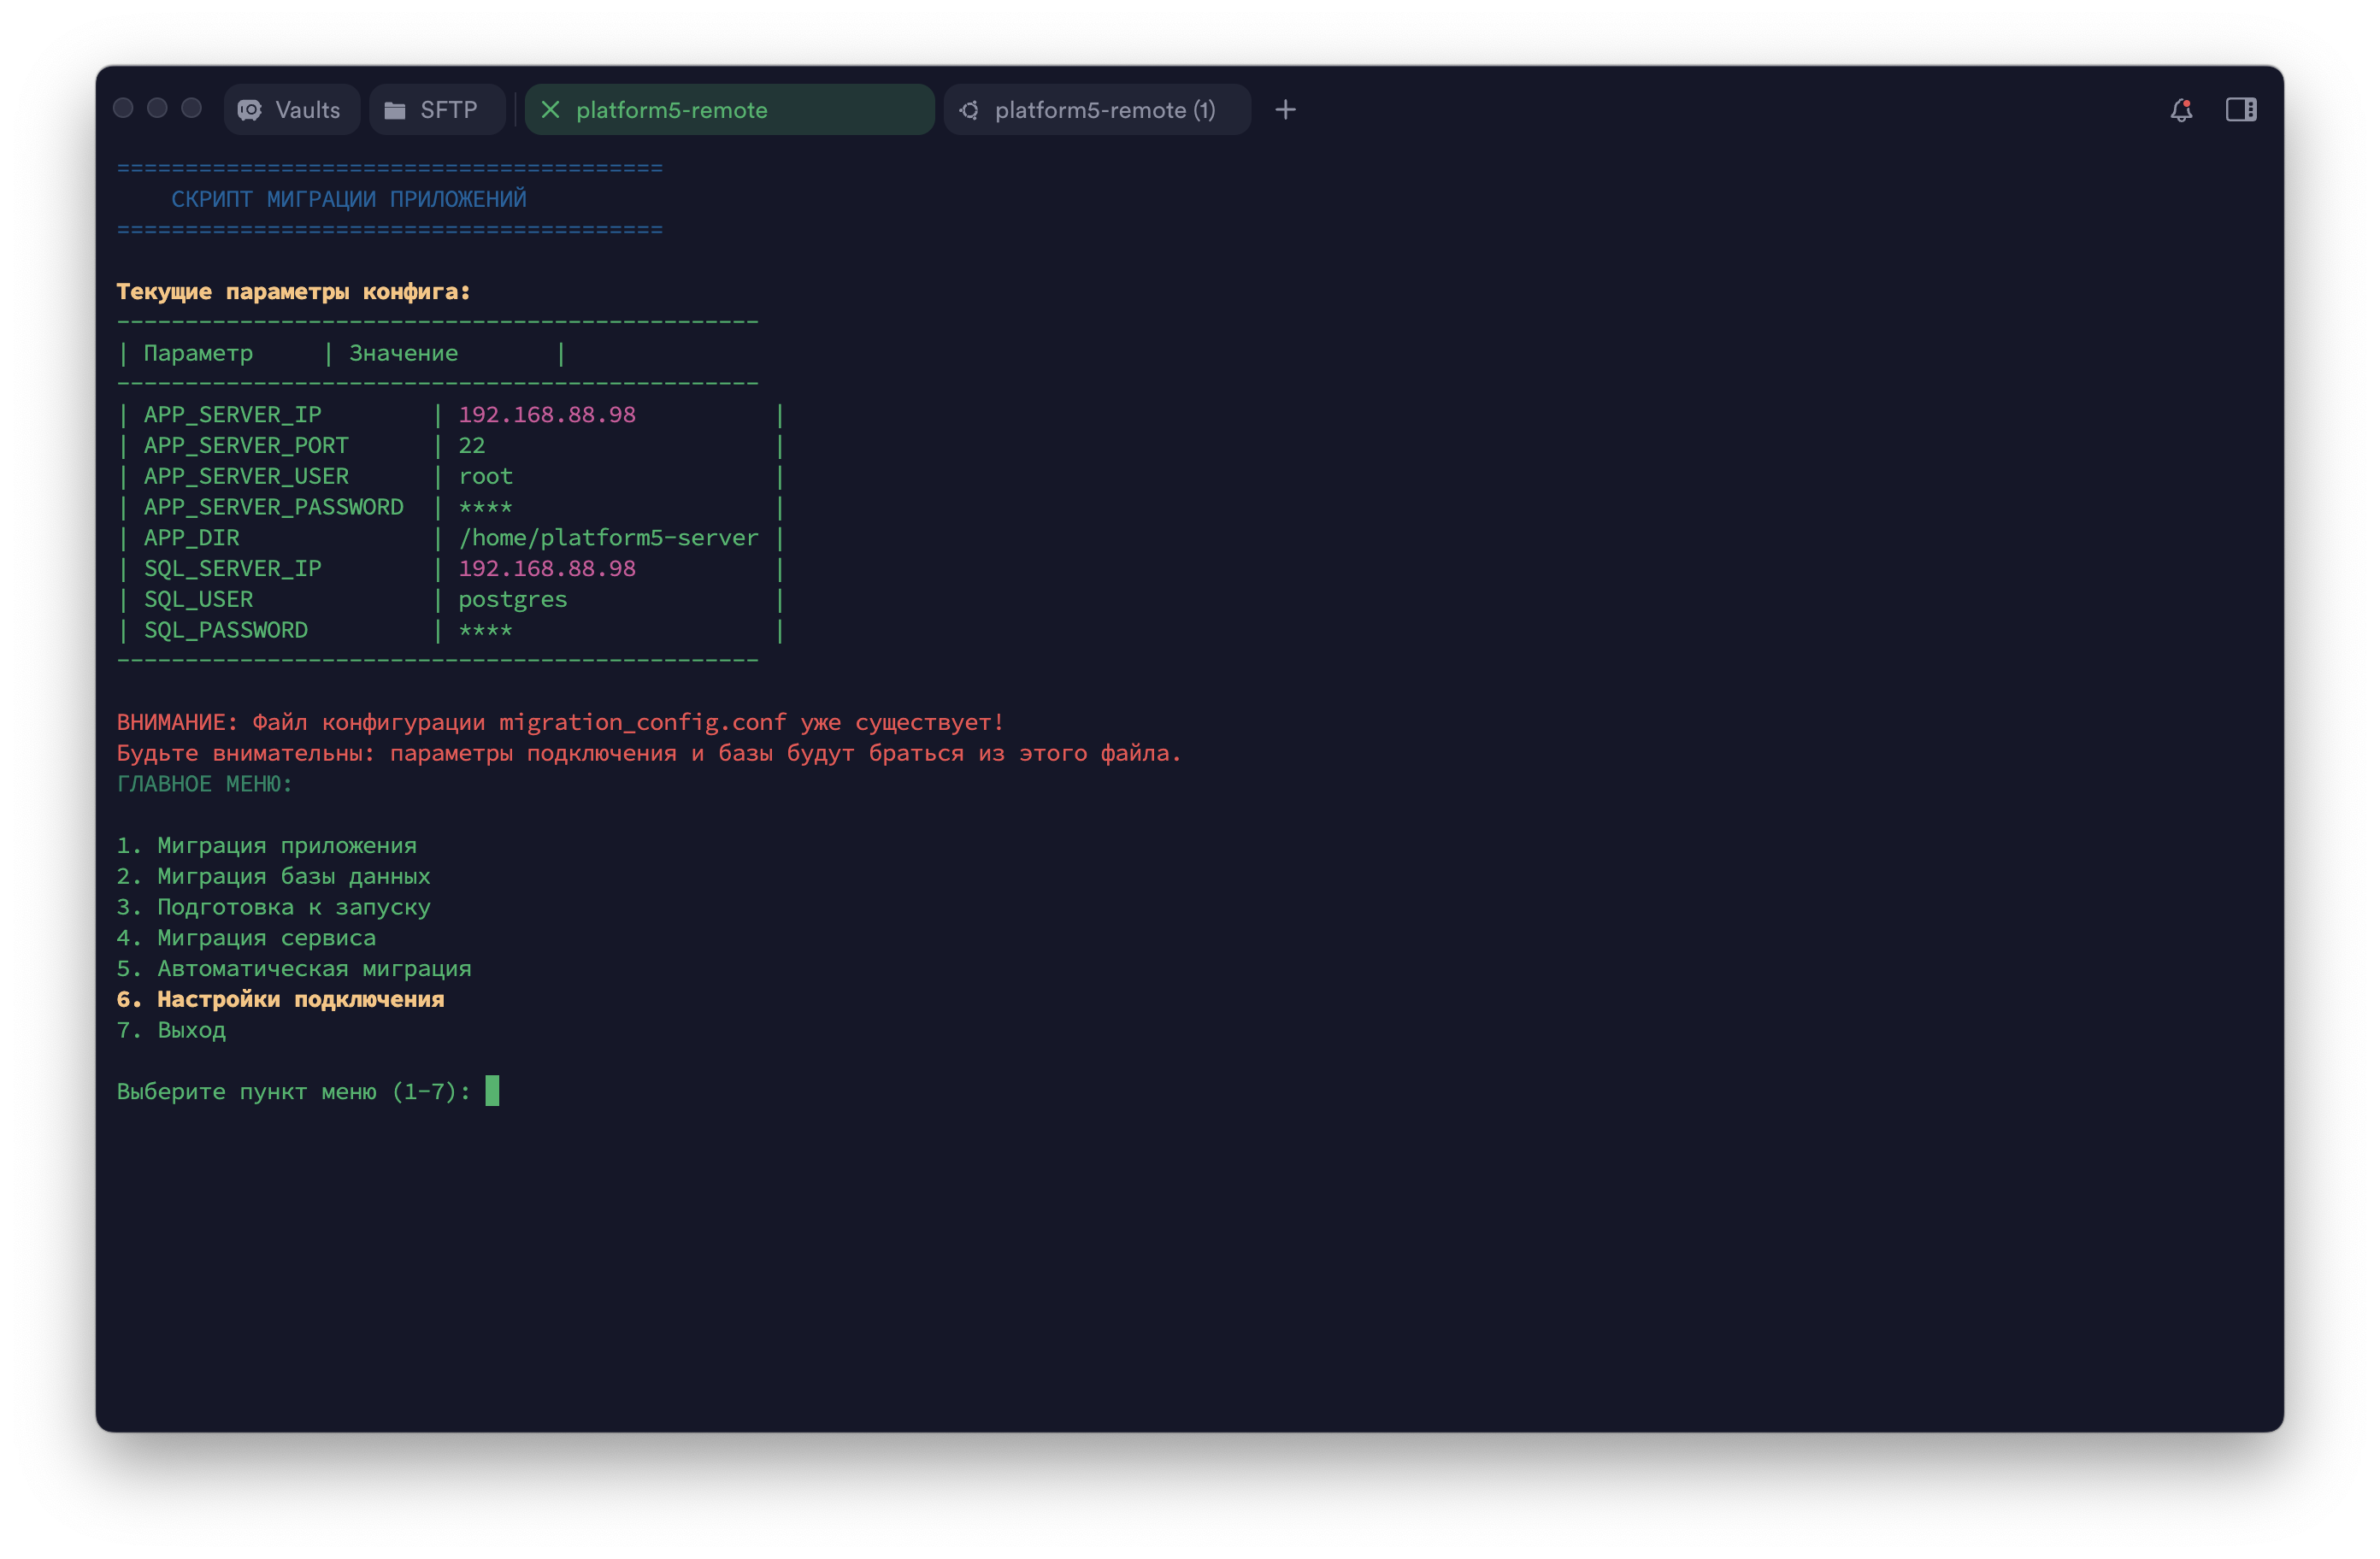 Vaults SFTP platform5-remote platform5-remote (1)
========================================
СКРИПТ МИГРАЦИИ ПРИЛОЖЕНИЙ
========================================
Текущие параметры конфига:
-----------------------------------------------
| Параметр | Значение |
-----------------------------------------------
| APP_SERVER_IP | 192.168.88.98 |
| APP_SERVER_PORT | 22 |
| APP_SERVER_USER | root |
| APP_SERVER_PASSWORD | **** |
| APP_DIR | /home/platform5-server |
| SQL_SERVER_IP | 192.168.88.98 |
| SQL_USER | postgres |
| SQL_PASSWORD | **** |
-----------------------------------------------
ВНИМАНИЕ: Файл конфигурации migration_config.conf уже существует!
Будьте внимательны: параметры подключения и базы будут браться из этого файла.
ГЛАВНОЕ МЕНЮ:
1. Миграция приложения
2. Миграция базы данных
3. Подготовка к запуску
4. Миграция сервиса
5. Автоматическая миграция
6. Настройки подключения
7. Выход
Выберите пункт меню (1-7):